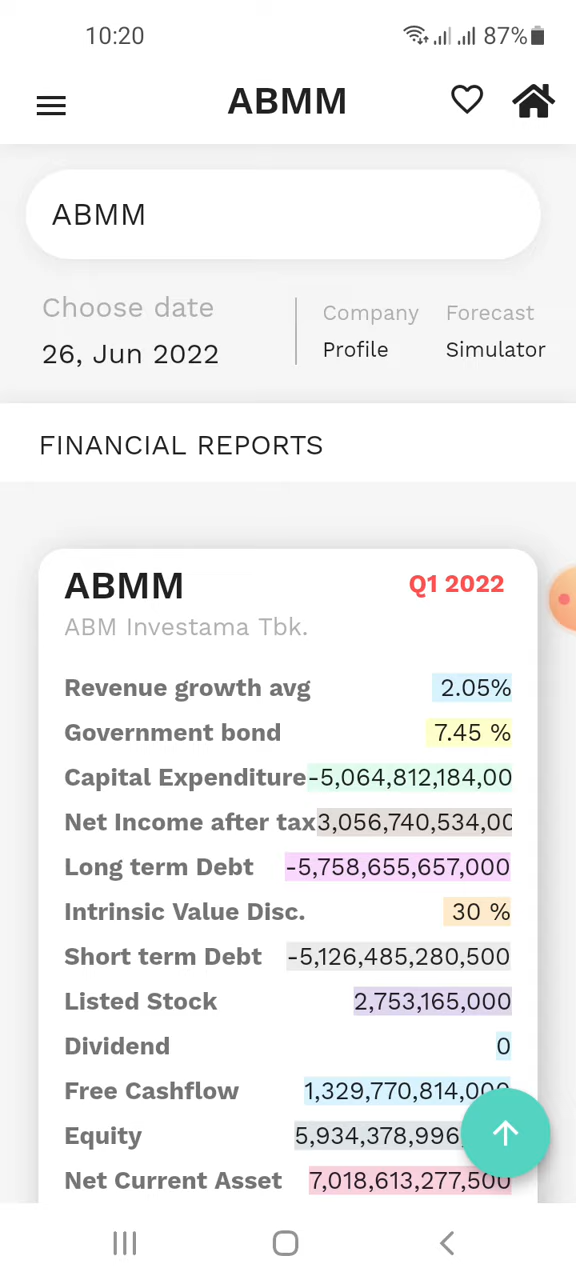 10:20 87%
ABMM
ABMM
Choose date
26, Jun 2022
Company Forecast
Profile Simulator
FINANCIAL REPORTS
ABMM Q1 2022
ABM Investama Tbk.
Revenue growth avg 2.05%
Government bond 7.45 %
Capital Expenditure -5,064,812,184,00
Net Income after tax 3,056,740,534,00
Long term Debt -5,758,655,657,000
Intrinsic Value Disc. 30 %
Short term Debt -5,126,485,280,500
Listed Stock 2,753,165,000
Dividend 0
Free Cashflow 1,329,770,814,000
Equity 5,934,378,996
Net Current Asset 7,018,613,277,500